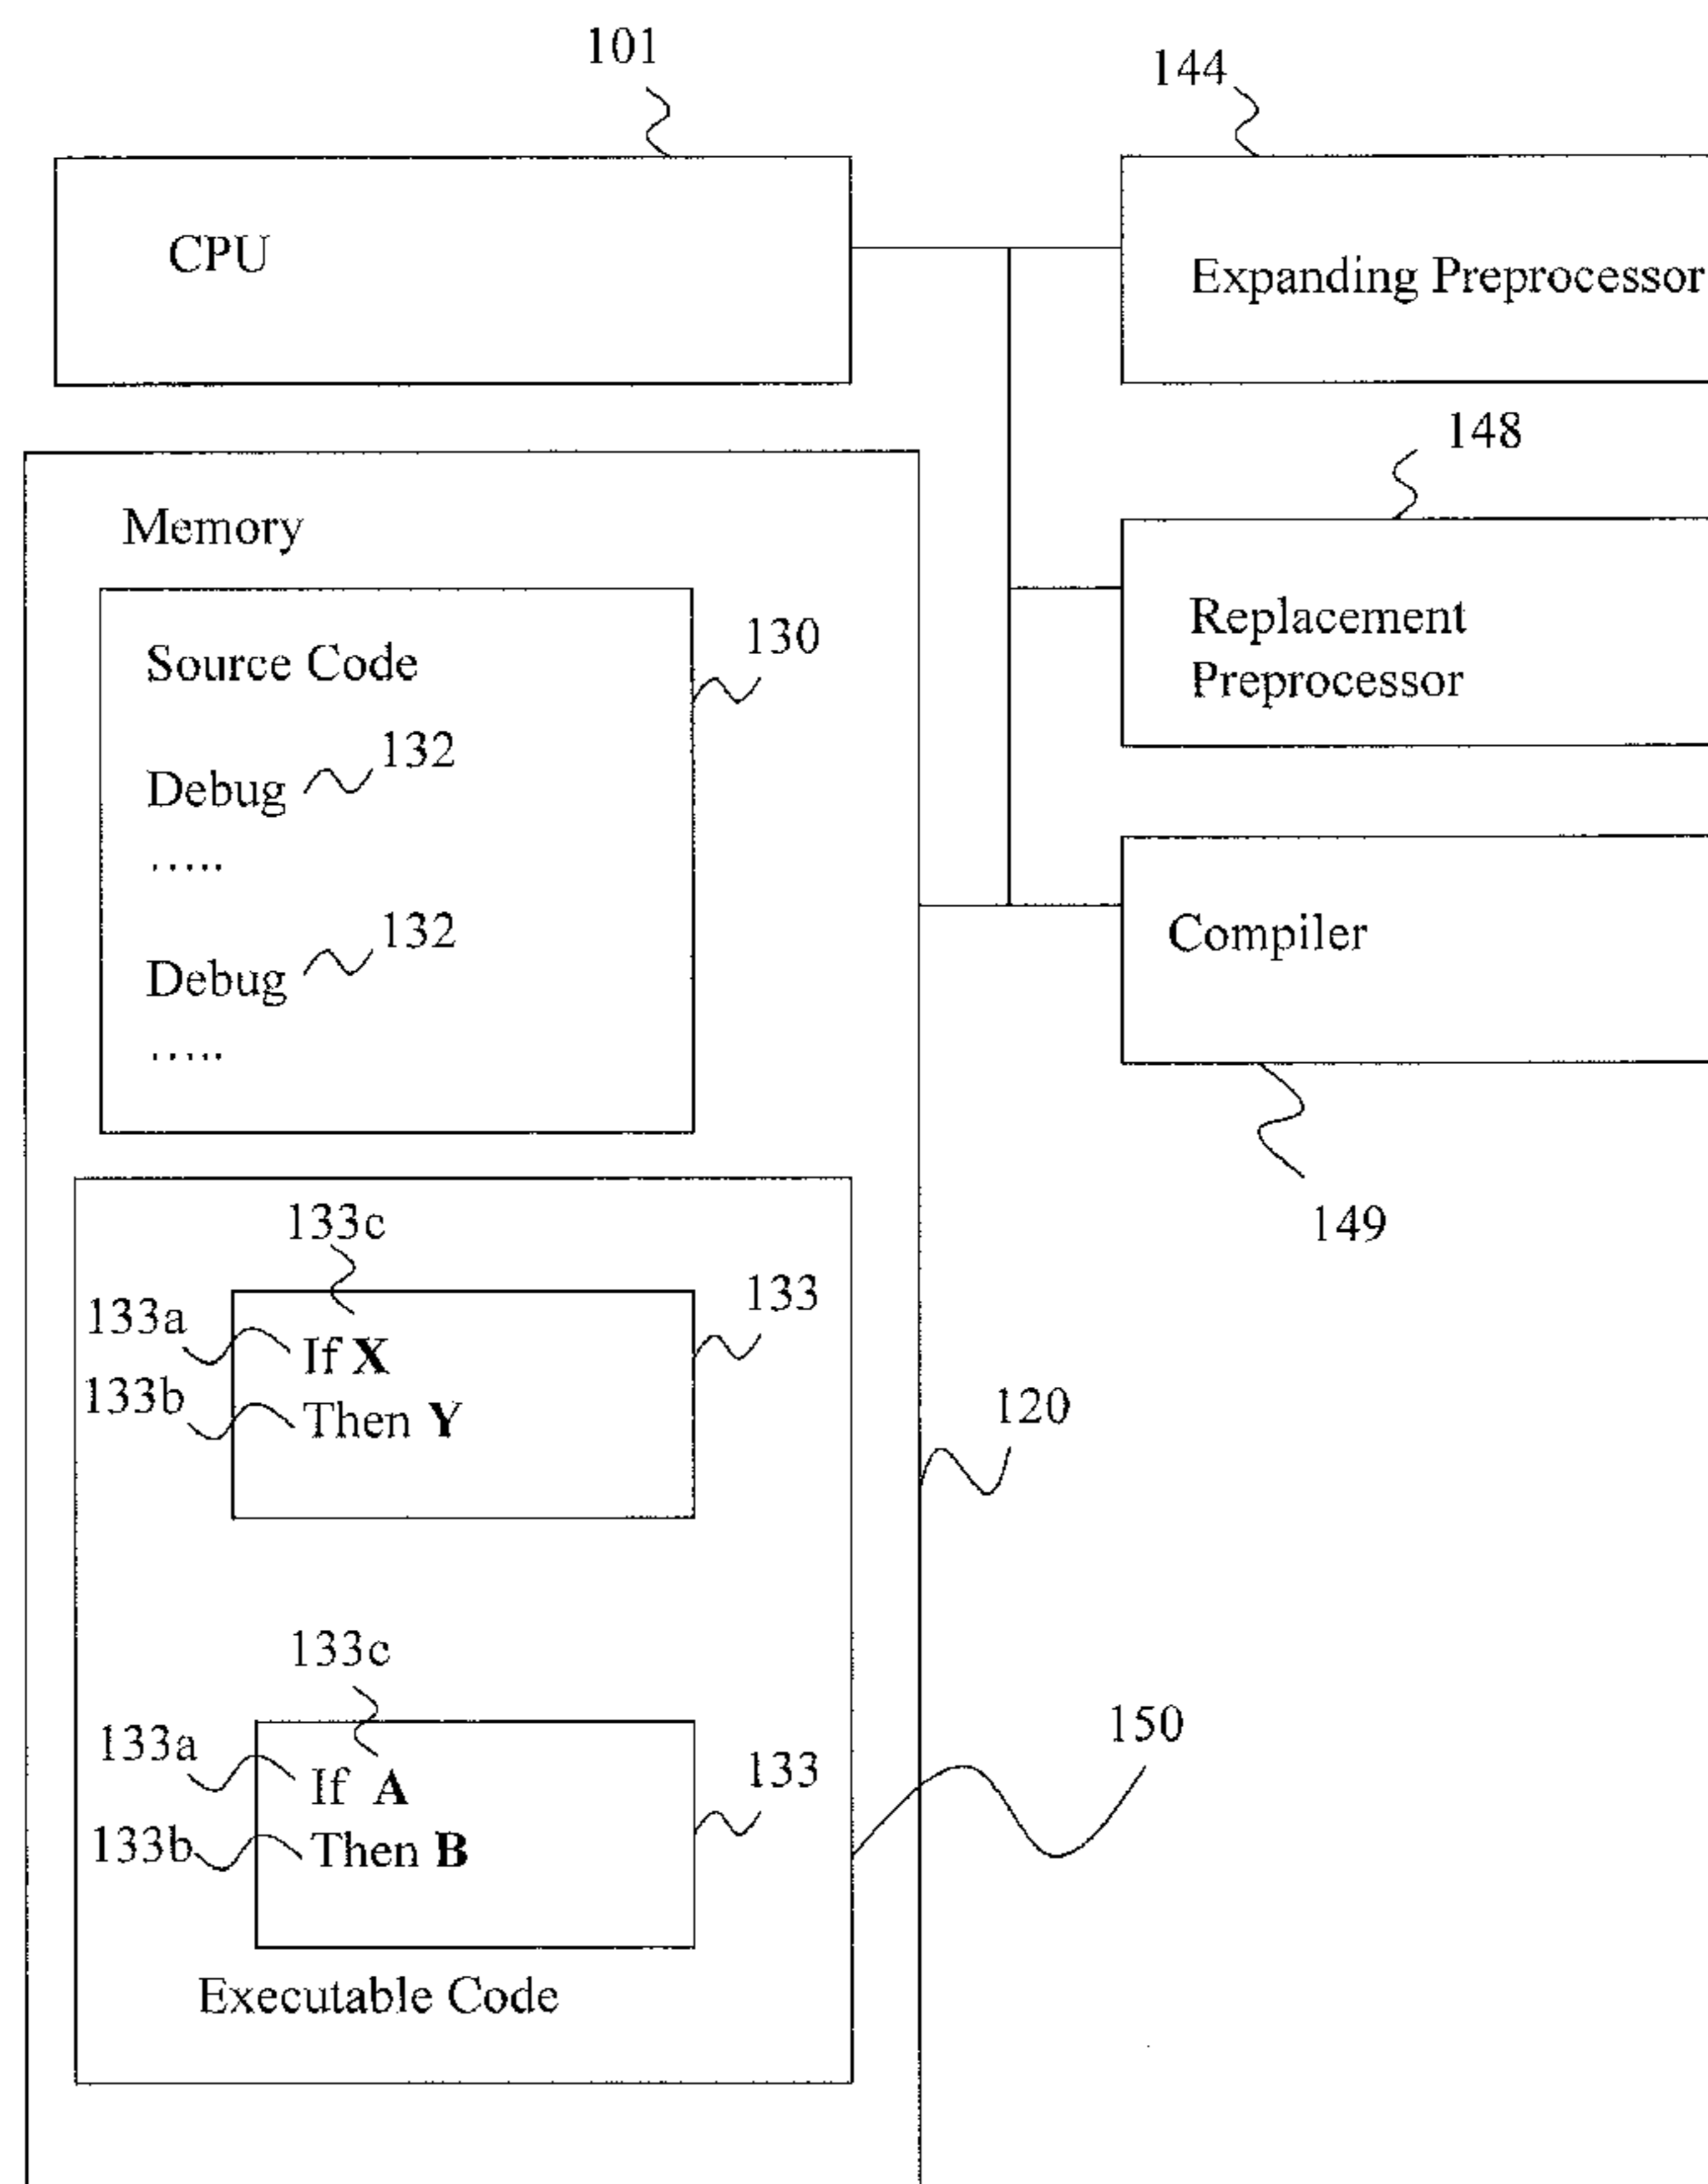 101
144
CPU
Expanding Preprocessor
148
Memory
Replacement
Preprocessor
130
Source Code
132
Debug
.....
132
Debug
.....
Compiler
149
133c
133
133a
If X
133b
Then Y
120
133c
150
133a
If A
133
133b
Then B
Executable Code